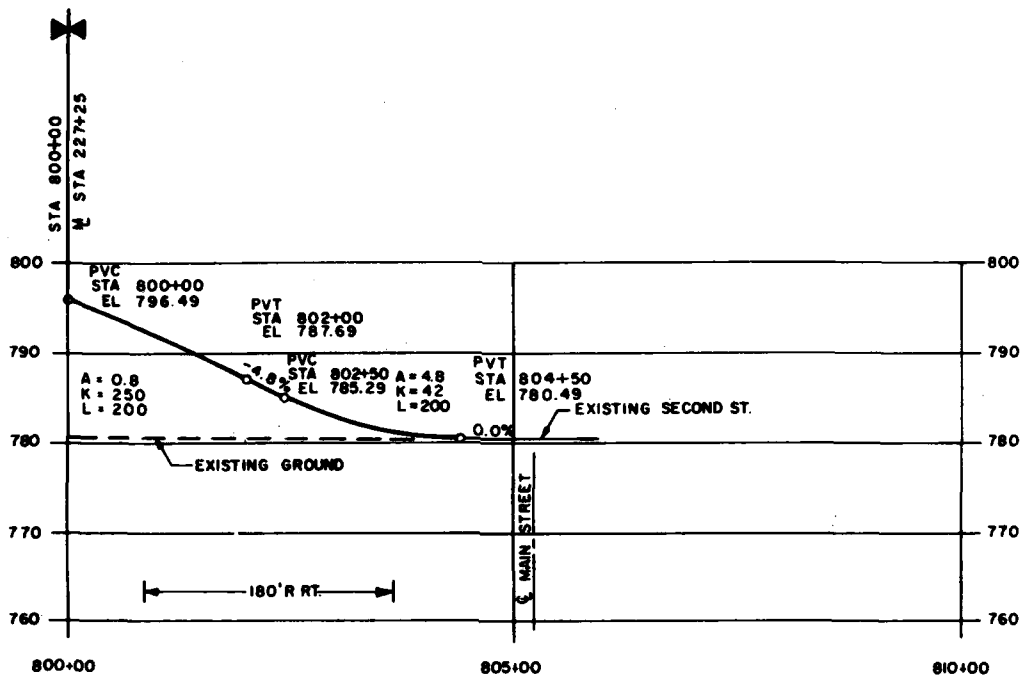 STA 800+00
ML STA 227+25
800
800
PVC
STA 800+00
EL 796.49
PVT
STA 802+00
EL 787.69
790
790
-4.8%
PVC
STA 802+50
EL 785.29
PVT
STA 804+50
EL 780.49
A = 0.8
K = 250
L = 200
A = 4.8
K = 42
L = 200
0.0%
EXISTING SECOND ST.
780
780
EXISTING GROUND
℄ MAIN STREET
770
770
180'R RT.
760
760
800+00
805+00
810+00